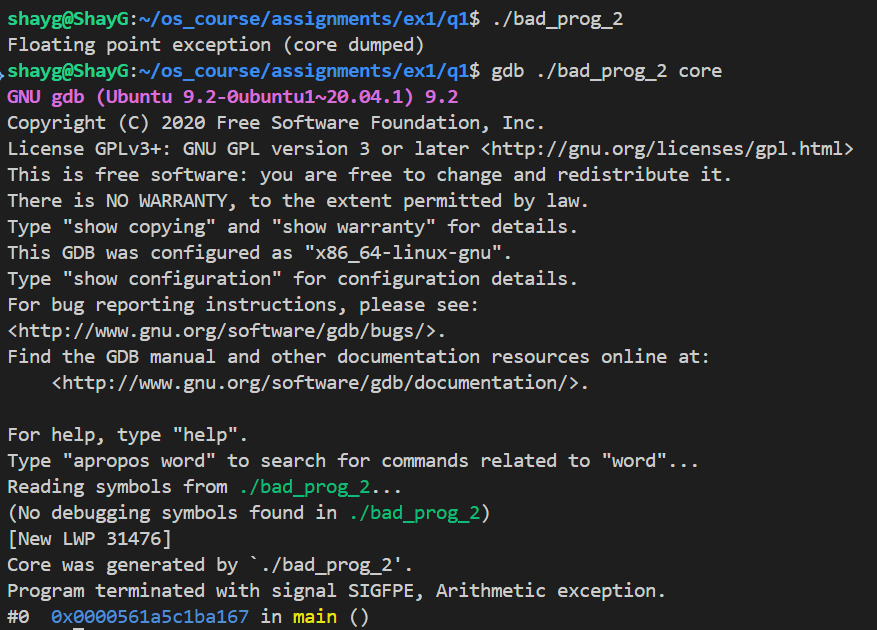 shayg@ShayG:~/os_course/assignments/ex1/q1$ ./bad_prog_2
Floating point exception (core dumped)
shayg@ShayG:~/os_course/assignments/ex1/q1$ gdb ./bad_prog_2 core
GNU gdb (Ubuntu 9.2-0ubuntu1~20.04.1) 9.2
Copyright (C) 2020 Free Software Foundation, Inc.
License GPLv3+: GNU GPL version 3 or later <http://gnu.org/licenses/gpl.html>
This is free software: you are free to change and redistribute it.
There is NO WARRANTY, to the extent permitted by law.
Type "show copying" and "show warranty" for details.
This GDB was configured as "x86_64-linux-gnu".
Type "show configuration" for configuration details.
For bug reporting instructions, please see:
<http://www.gnu.org/software/gdb/bugs/>.
Find the GDB manual and other documentation resources online at:
    <http://www.gnu.org/software/gdb/documentation/>.

For help, type "help".
Type "apropos word" to search for commands related to "word"...
Reading symbols from ./bad_prog_2...
(No debugging symbols found in ./bad_prog_2)
[New LWP 31476]
Core was generated by `./bad_prog_2'.
Program terminated with signal SIGFPE, Arithmetic exception.
#0  0x0000561a5c1ba167 in main ()